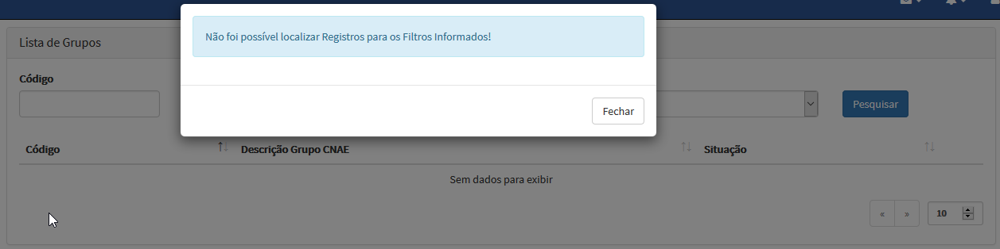 Não foi possível localizar Registros para os Filtros Informados!
Fechar
Lista de Grupos
Código
Pesquisar
Código
Descrição Grupo CNAE
Situação
Sem dados para exibir
« » 10